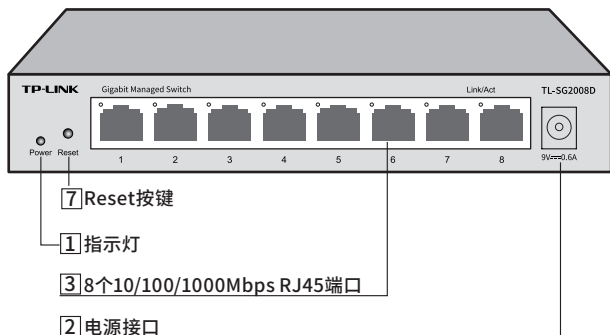 TP-LINK Gigabit Managed Switch Link/Act TL-SG2008D
Power Reset 1 2 3 4 5 6 7 8 9V⎓0.6A
7 Reset按键
1 指示灯
3 8个10/100/1000Mbps RJ45端口
2 电源接口